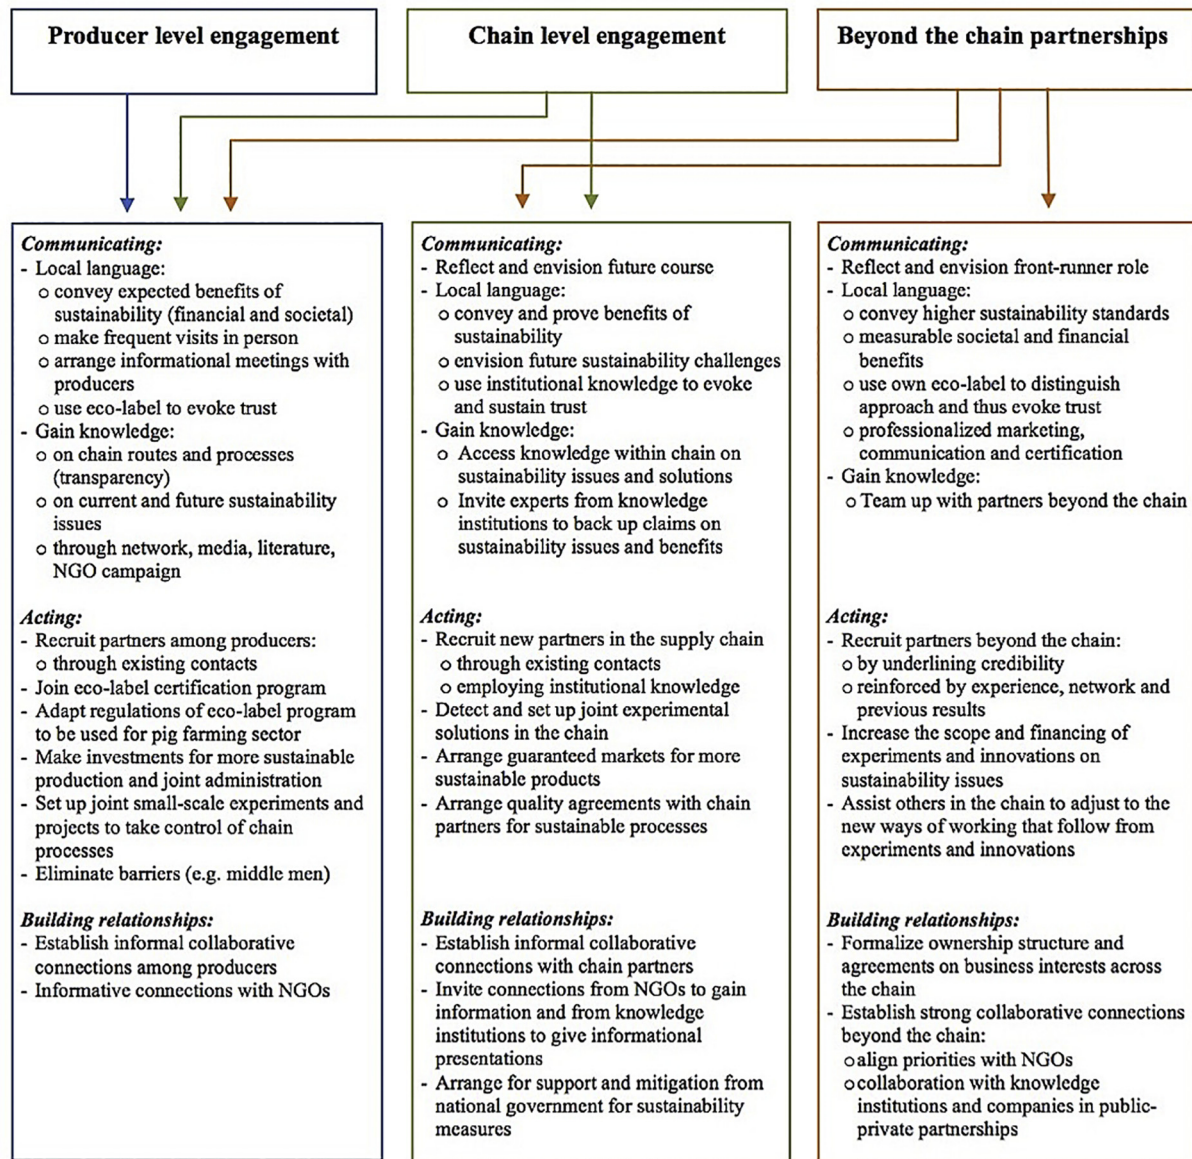 Producer level engagement
Chain level engagement
Beyond the chain partnerships
Communicating:
- Local language:
o convey expected benefits of
sustainability (financial and societal)
o make frequent visits in person
o arrange informational meetings with
producers
o use eco-label to evoke trust
- Gain knowledge:
o on chain routes and processes
(transparency)
o on current and future sustainability
issues
o through network, media, literature,
NGO campaign
Acting:
- Recruit partners among producers:
o through existing contacts
- Join eco-label certification program
- Adapt regulations of eco-label program
to be used for pig farming sector
- Make investments for more sustainable
production and joint administration
- Set up joint small-scale experiments and
projects to take control of chain
processes
- Eliminate barriers (e.g. middle men)
Building relationships:
- Establish informal collaborative
connections among producers
- Informative connections with NGOs
Communicating:
- Reflect and envision future course
- Local language:
o convey and prove benefits of
sustainability
o envision future sustainability challenges
o use institutional knowledge to evoke
and sustain trust
- Gain knowledge:
o Access knowledge within chain on
sustainability issues and solutions
o Invite experts from knowledge
institutions to back up claims on
sustainability issues and benefits
Acting:
- Recruit new partners in the supply chain
o through existing contacts
o employing institutional knowledge
- Detect and set up joint experimental
solutions in the chain
- Arrange guaranteed markets for more
sustainable products
- Arrange quality agreements with chain
partners for sustainable processes
Building relationships:
- Establish informal collaborative
connections with chain partners
- Invite connections from NGOs to gain
information and from knowledge
institutions to give informational
presentations
- Arrange for support and mitigation from
national government for sustainability
measures
Communicating:
- Reflect and envision front-runner role
- Local language:
o convey higher sustainability standards
o measurable societal and financial
benefits
o use own eco-label to distinguish
approach and thus evoke trust
o professionalized marketing,
communication and certification
- Gain knowledge:
o Team up with partners beyond the chain
Acting:
- Recruit partners beyond the chain:
o by underlining credibility
o reinforced by experience, network and
previous results
- Increase the scope and financing of
experiments and innovations on
sustainability issues
- Assist others in the chain to adjust to the
new ways of working that follow from
experiments and innovations
Building relationships:
- Formalize ownership structure and
agreements on business interests across
the chain
- Establish strong collaborative connections
beyond the chain:
o align priorities with NGOs
o collaboration with knowledge
institutions and companies in public-
private partnerships